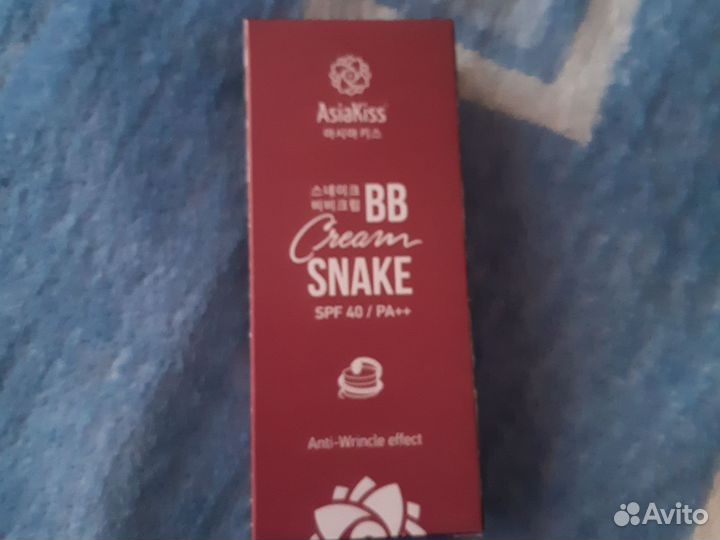 AsiaKiss
아시아 키스
스네이크
비비크림 BB
Cream
SNAKE
SPF 40 / PA++
Anti-Wrincle effect
Avito